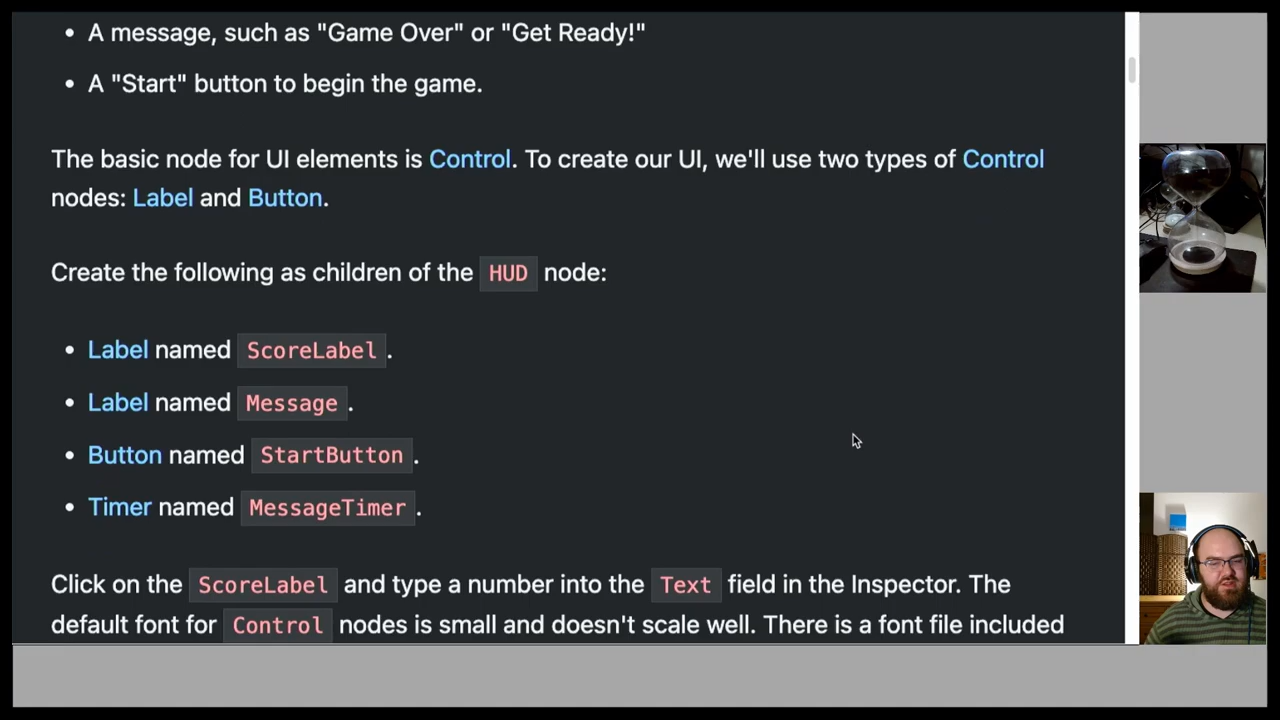 • A message, such as "Game Over" or "Get Ready!"
• A "Start" button to begin the game.
The basic node for UI elements is Control. To create our UI, we'll use two types of Control
nodes: Label and Button.
Create the following as children of the HUD node:
• Label named ScoreLabel.
• Label named Message.
• Button named StartButton.
• Timer named MessageTimer.
Click on the ScoreLabel and type a number into the Text field in the Inspector. The
default font for Control nodes is small and doesn't scale well. There is a font file included